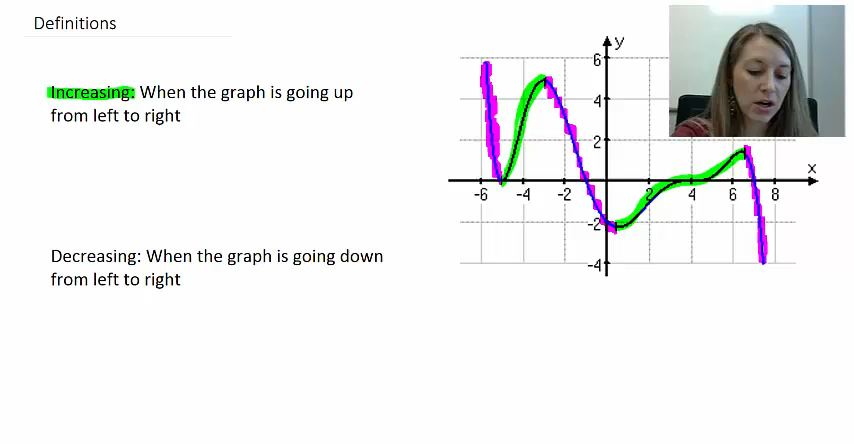 Definitions
Increasing: When the graph is going up
from left to right
Decreasing: When the graph is going down
from left to right
y
6
4
2
-2
-4
x
-6 -4 -2 2 4 6 8